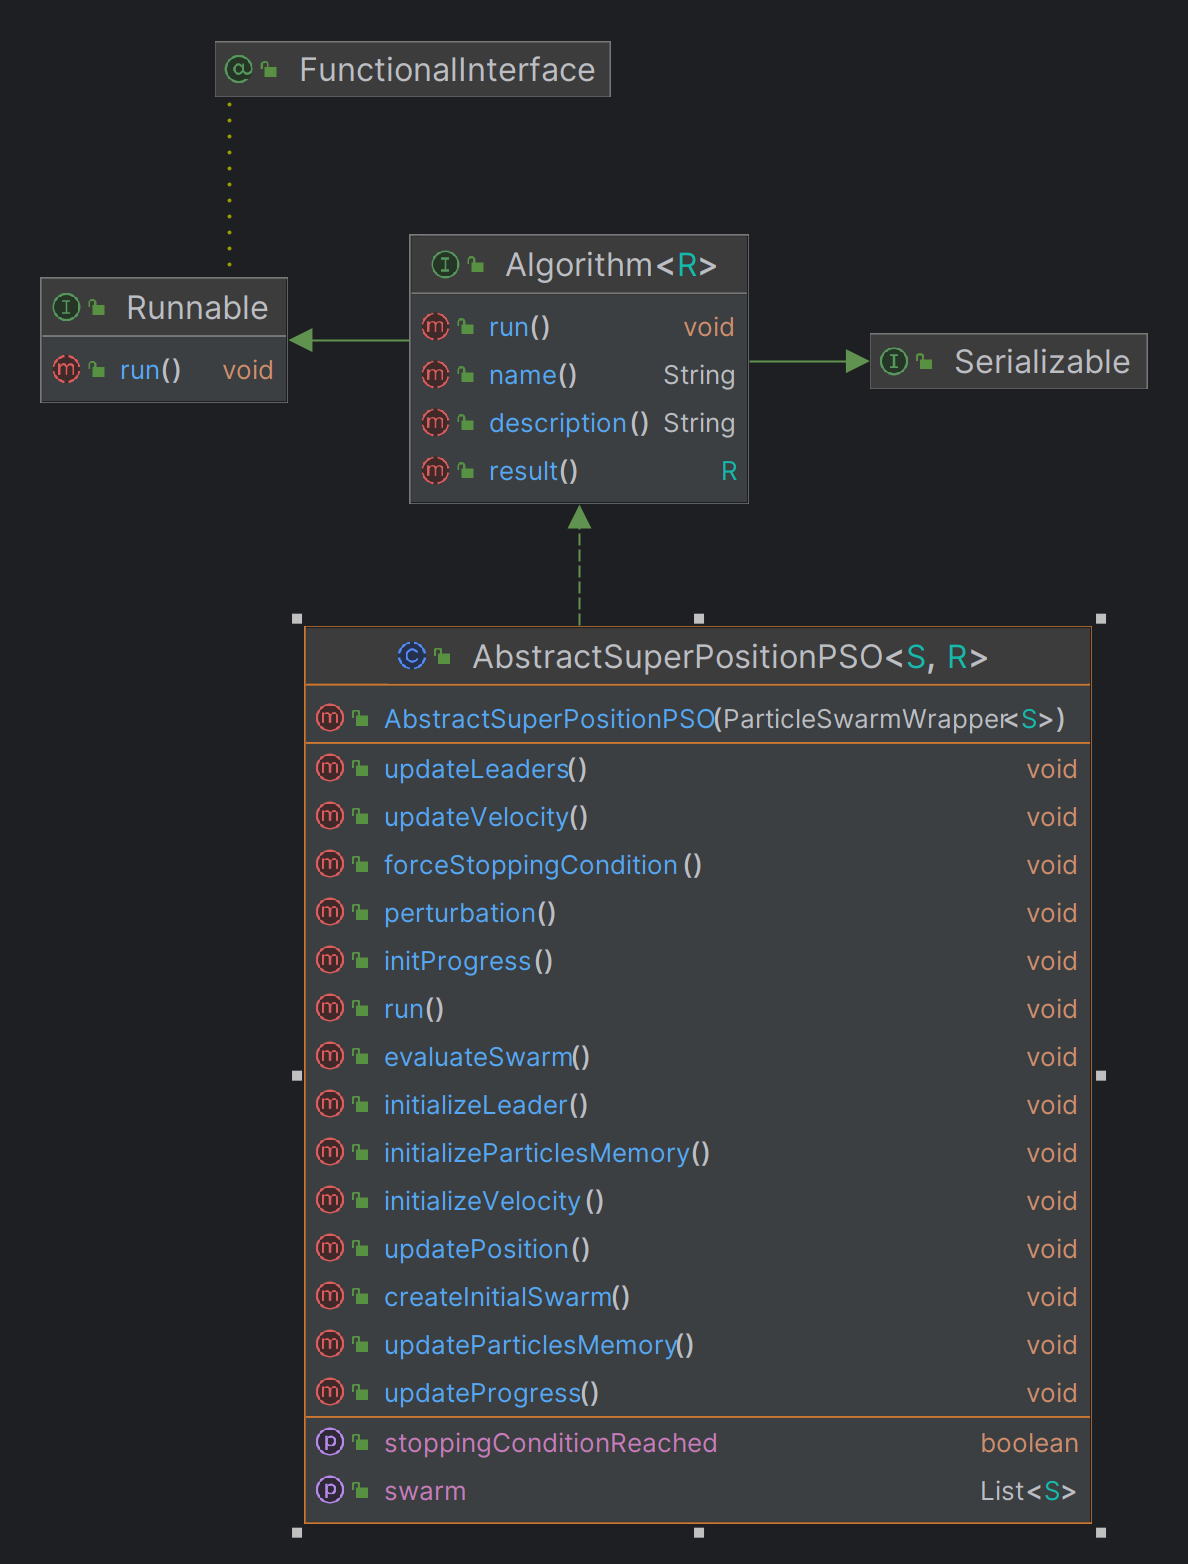 FunctionalInterface
Runnable
run() void
Algorithm<R>
run() void
name() String
description() String
result() R
Serializable
AbstractSuperPositionPSO<S, R>
AbstractSuperPositionPSO(ParticleSwarmWrapper<S>)
updateLeaders() void
updateVelocity() void
forceStoppingCondition() void
perturbation() void
initProgress() void
run() void
evaluateSwarm() void
initializeLeader() void
initializeParticlesMemory() void
initializeVelocity() void
updatePosition() void
createInitialSwarm() void
updateParticlesMemory() void
updateProgress() void
stoppingConditionReached boolean
swarm List<S>